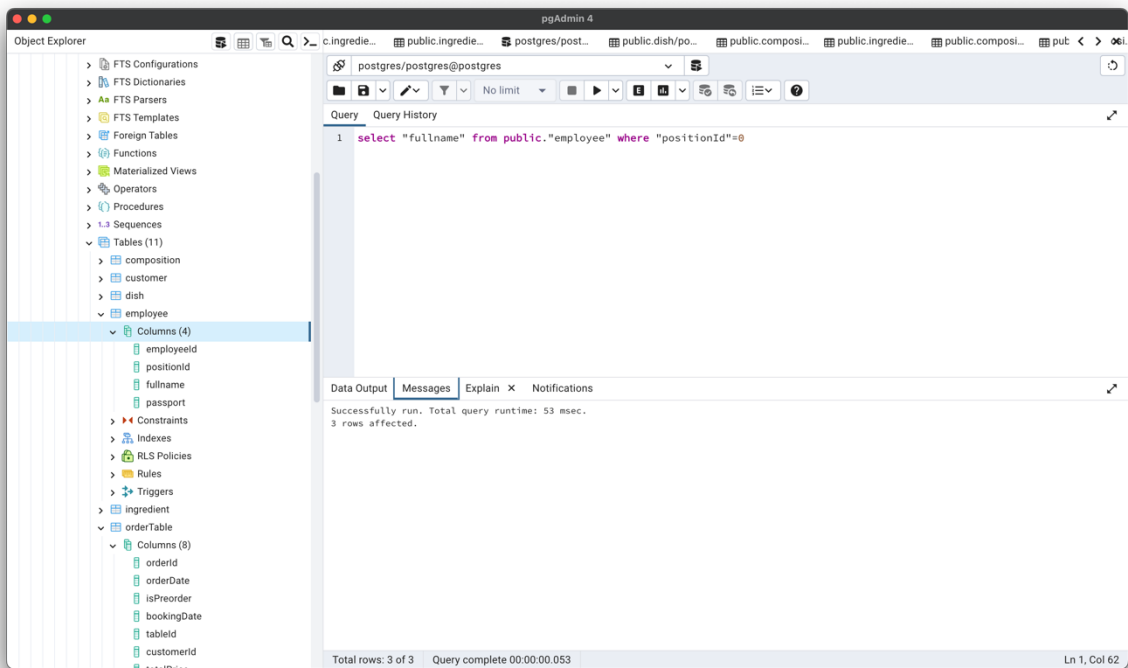 pgAdmin 4
Object Explorer
c.ingredie...
public.ingredie...
postgres/post...
public.dish/po...
public.composi...
public.ingredie...
public.composi...
pub
FTS Configurations
FTS Dictionaries
Aa FTS Parsers
FTS Templates
Foreign Tables
Functions
Materialized Views
Operators
Procedures
1..3 Sequences
Tables (11)
composition
customer
dish
employee
Columns (4)
employeeId
positionId
fullname
passport
Constraints
Indexes
RLS Policies
Rules
Triggers
ingredient
orderTable
Columns (8)
orderId
orderDate
isPreorder
bookingDate
tableId
customerId
postgres/postgres@postgres
No limit
E
Query Query History
1 select "fullname" from public."employee" where "positionId"=0
Data Output Messages Explain Notifications
Successfully run. Total query runtime: 53 msec.
3 rows affected.
Total rows: 3 of 3 Query complete 00:00:00.053 Ln 1, Col 62